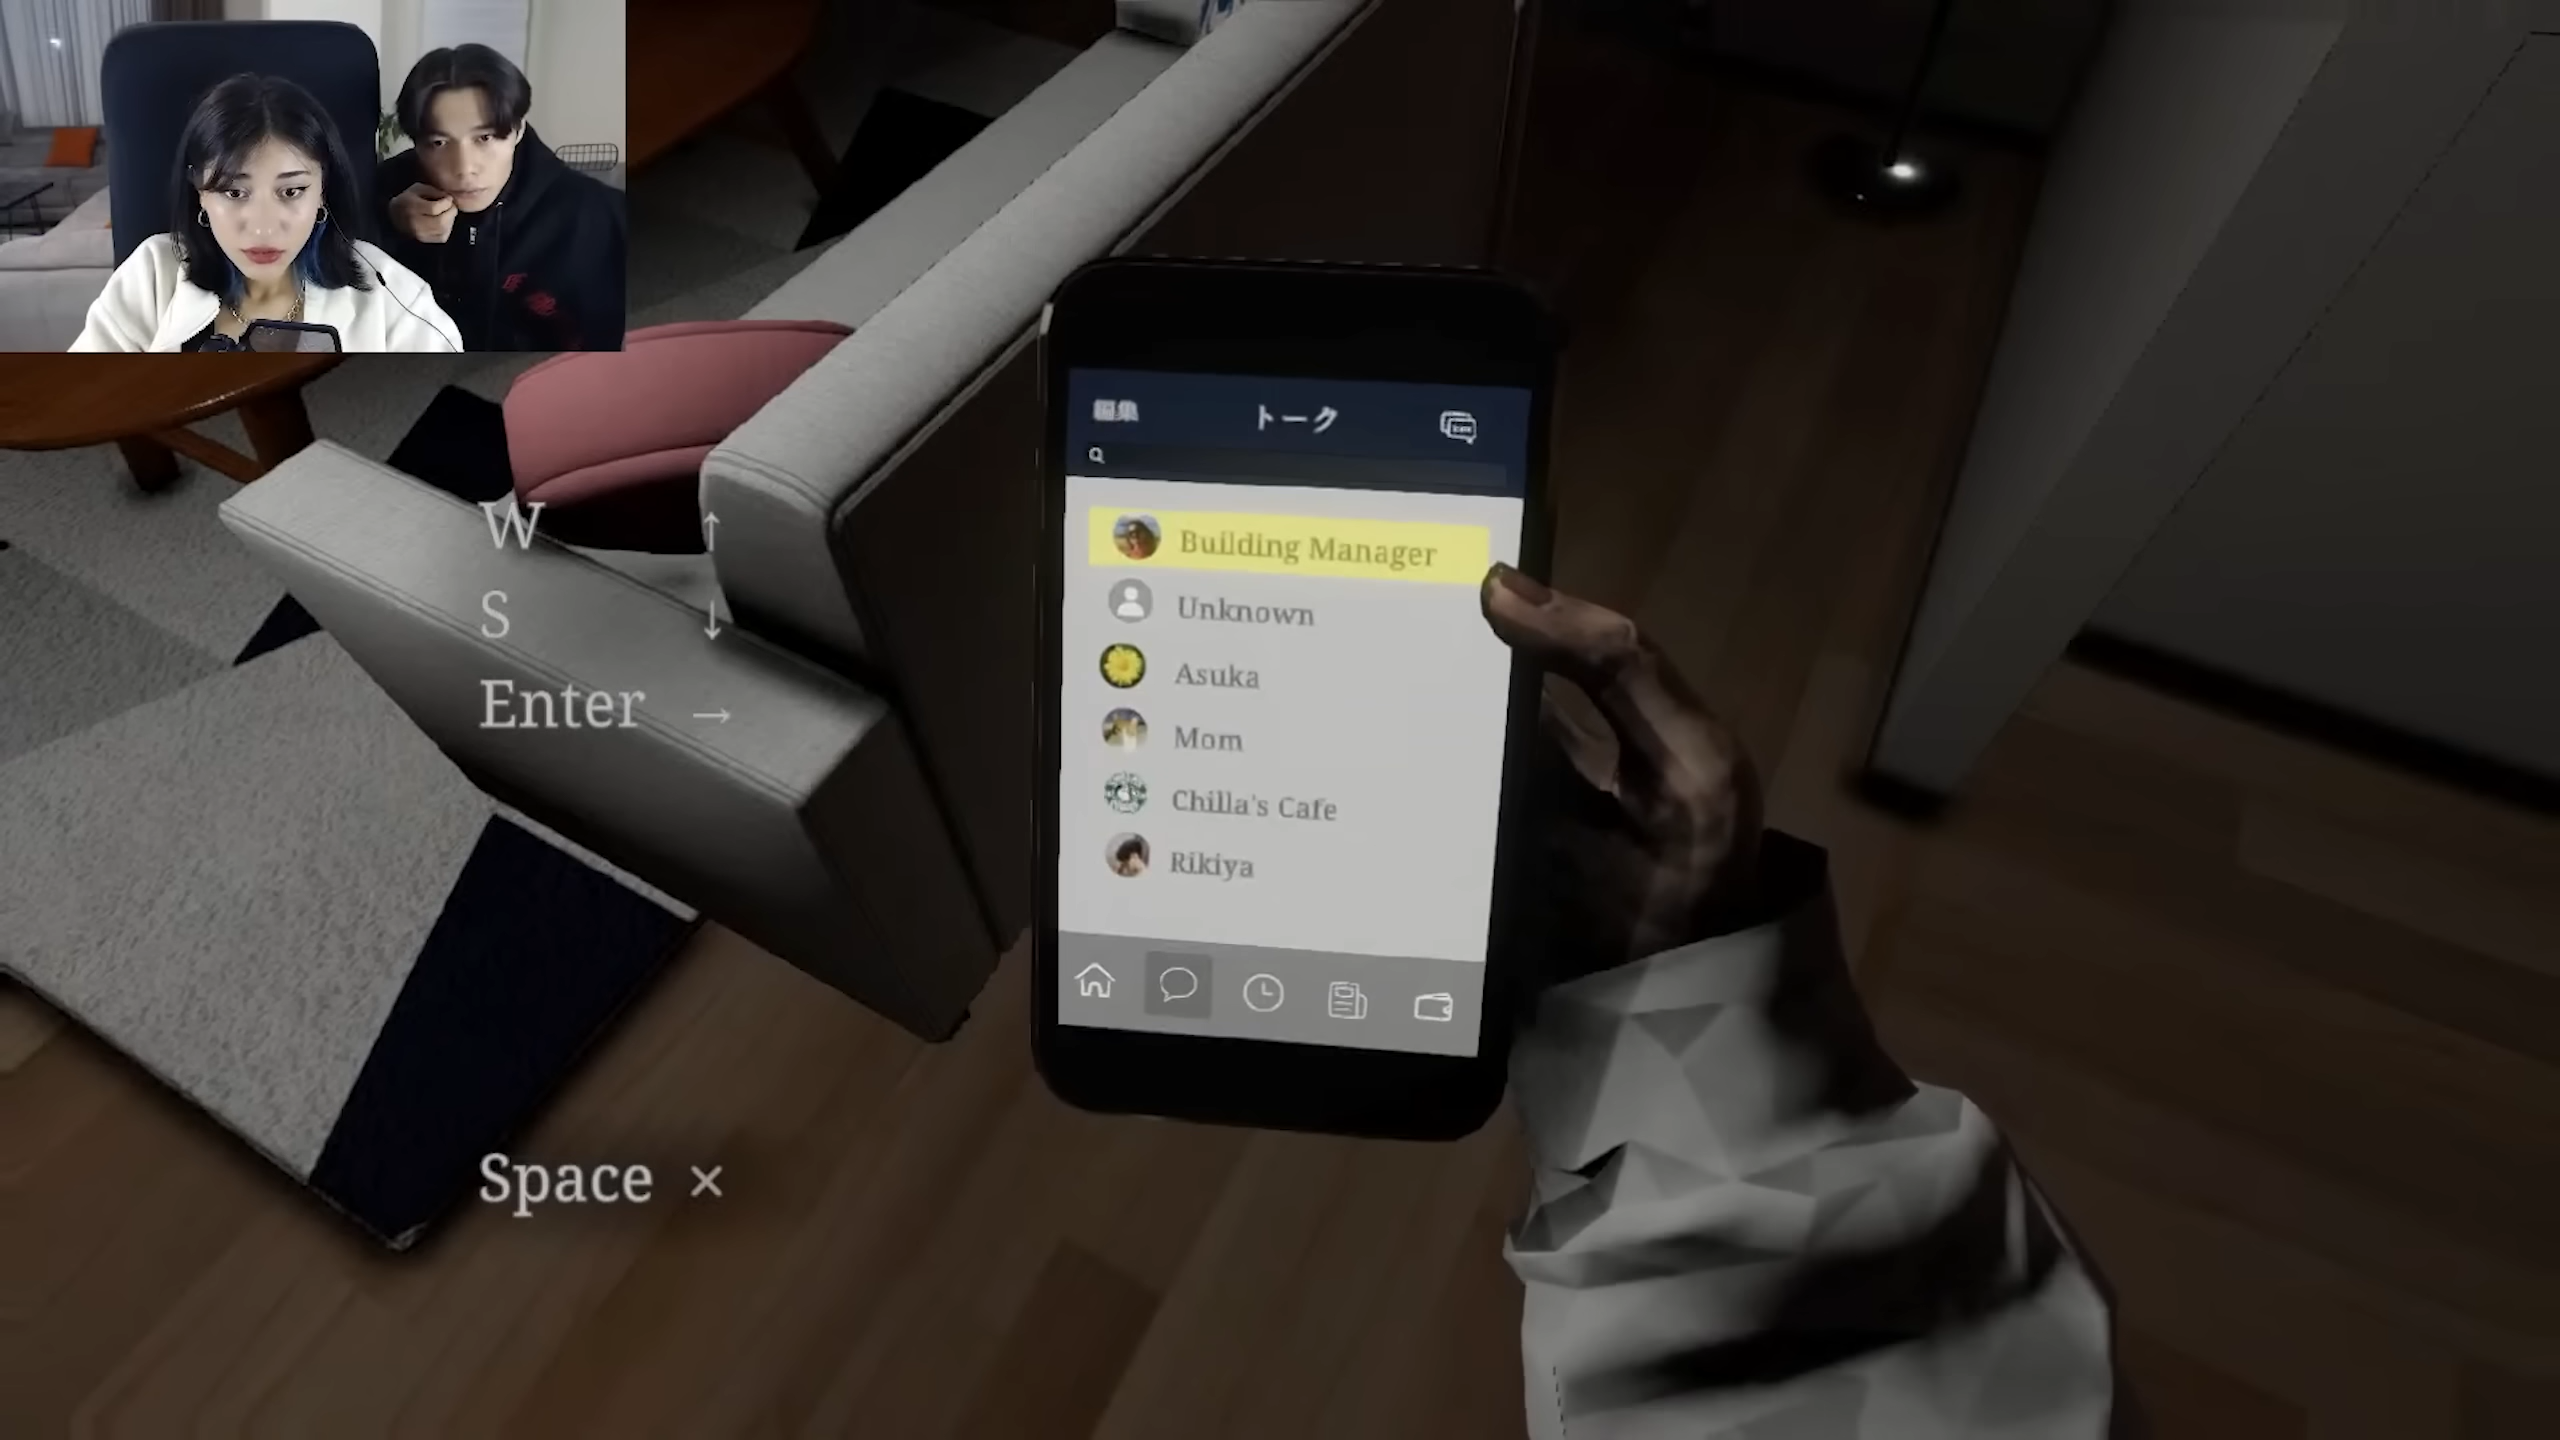 編集 トーク
Building Manager
Unknown
Asuka
Mom
Chilla's Cafe
Rikiya
W ↑
S ↓
Enter →
Space ×